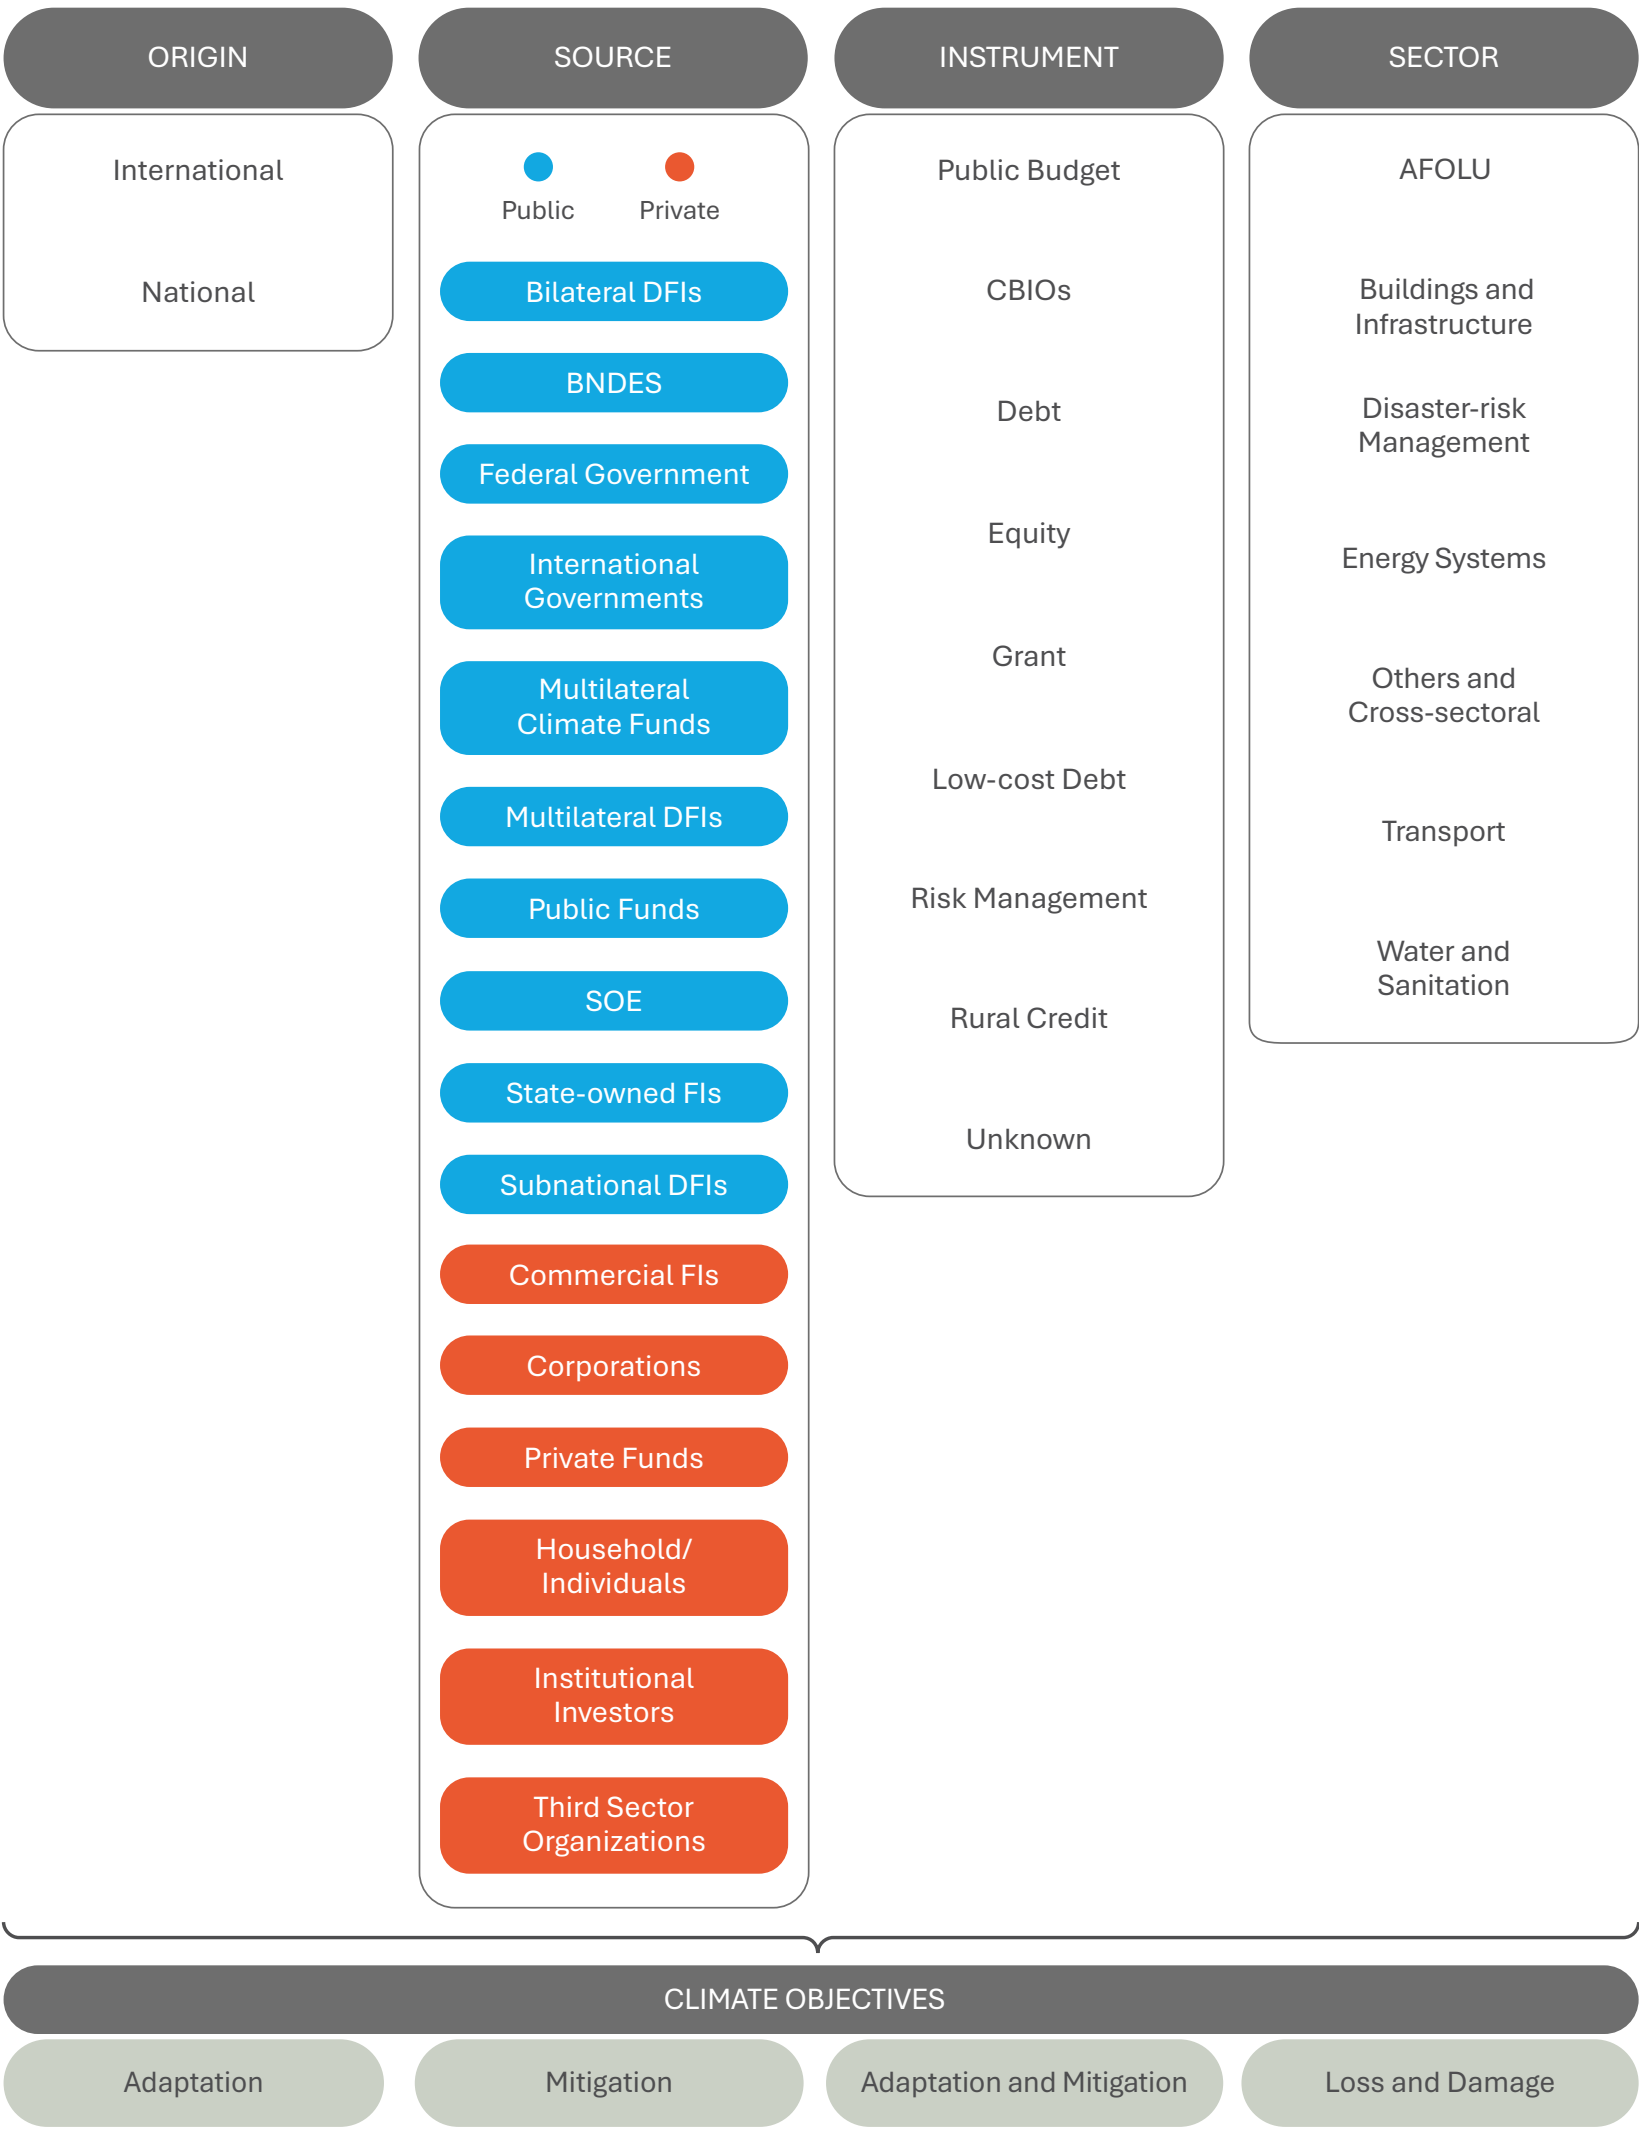 ORIGIN
International
National
SOURCE
Public
Private
Bilateral DFIs
BNDES
Federal Government
International
Governments
Multilateral
Climate Funds
Multilateral DFIs
Public Funds
SOE
State-owned FIs
Subnational DFIs
Commercial FIs
Corporations
Private Funds
Household/
Individuals
Institutional
Investors
Third Sector
Organizations
INSTRUMENT
Public Budget
CBIOs
Debt
Equity
Grant
Low-cost Debt
Risk Management
Rural Credit
Unknown
SECTOR
AFOLU
Buildings and
Infrastructure
Disaster-risk
Management
Energy Systems
Others and
Cross-sectoral
Transport
Water and
Sanitation
CLIMATE OBJECTIVES
Adaptation
Mitigation
Adaptation and Mitigation
Loss and Damage